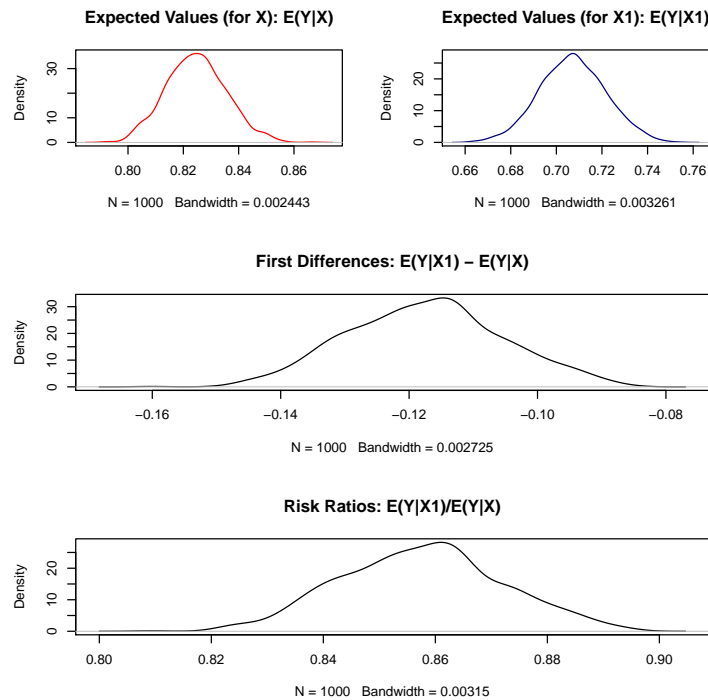 Expected Values (for X): E(Y|X)
Density
0 10 30
0.80 0.82 0.84 0.86
N = 1000 Bandwidth = 0.002443
Expected Values (for X1): E(Y|X1)
Density
0 10 20
0.66 0.68 0.70 0.72 0.74 0.76
N = 1000 Bandwidth = 0.003261
First Differences: E(Y|X1) − E(Y|X)
Density
0 10 20 30
−0.16 −0.14 −0.12 −0.10 −0.08
N = 1000 Bandwidth = 0.002725
Risk Ratios: E(Y|X1)/E(Y|X)
Density
0 10 20
0.80 0.82 0.84 0.86 0.88 0.90
N = 1000 Bandwidth = 0.00315